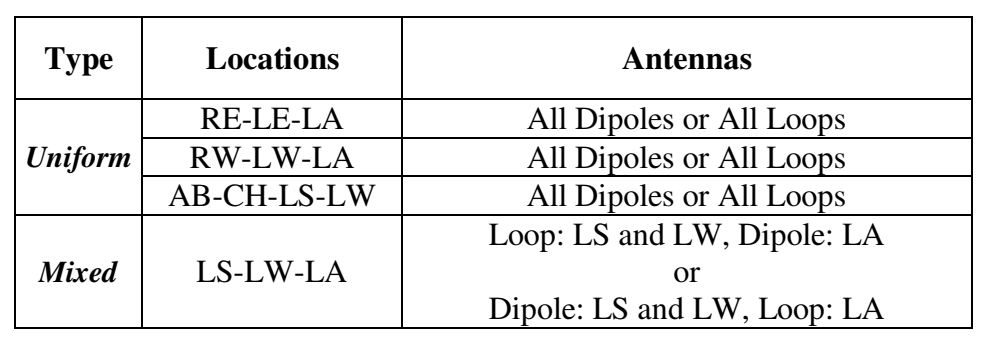 Type Locations Antennas
RE-LE-LA All Dipoles or All Loops
Uniform RW-LW-LA All Dipoles or All Loops
AB-CH-LS-LW All Dipoles or All Loops
Loop: LS and LW, Dipole: LA
Mixed LS-LW-LA or
Dipole: LS and LW, Loop: LA